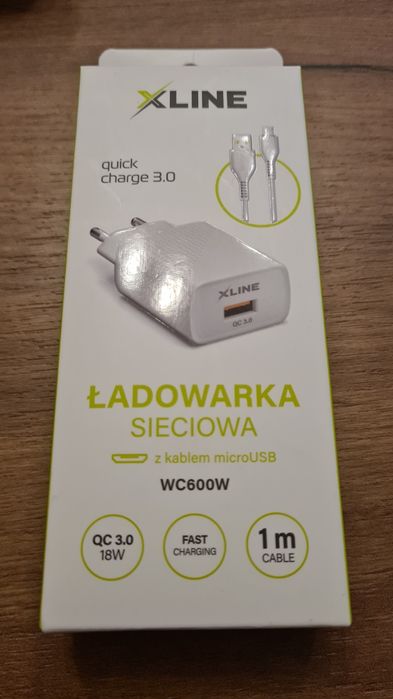 XLINE
quick
charge 3.0
XLINE
QC 3.0
ŁADOWARKA
SIECIOWA
z kablem microUSB
WC600W
QC 3.0
18W
FAST
CHARGING
1 m
CABLE